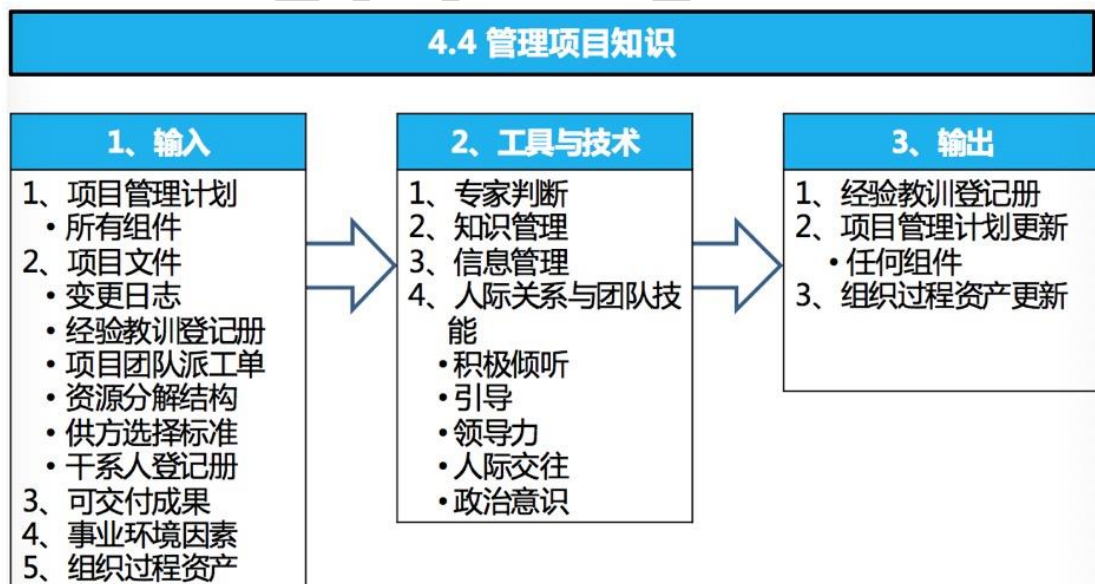 4.4 管理项目知识
1、输入
1、项目管理计划
• 所有组件
2、项目文件
• 变更日志
• 经验教训登记册
• 项目团队派工单
• 资源分解结构
• 供方选择标准
• 干系人登记册
3、可交付成果
4、事业环境因素
5、组织过程资产
2、工具与技术
1、专家判断
2、知识管理
3、信息管理
4、人际关系与团队技
能
• 积极倾听
• 引导
• 领导力
• 人际交往
• 政治意识
3、输出
1、经验教训登记册
2、项目管理计划更新
• 任何组件
3、组织过程资产更新